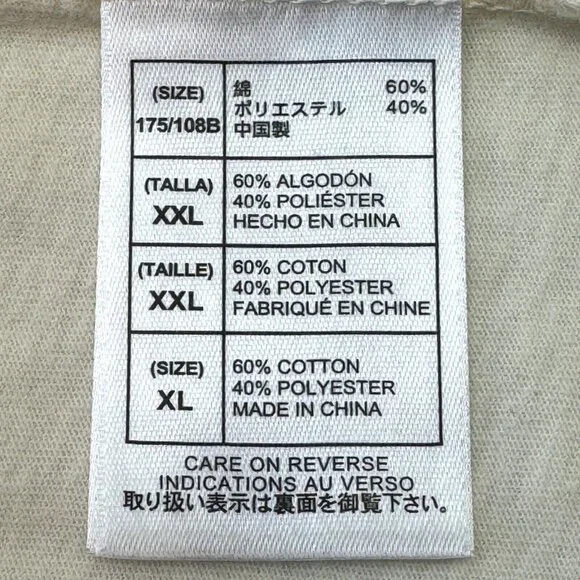 (SIZE)
175/108B
綿 60%
ポリエステル 40%
中国製
(TALLA)
XXL
60% ALGODÓN
40% POLIÉSTER
HECHO EN CHINA
(TAILLE)
XXL
60% COTON
40% POLYESTER
FABRIQUÉ EN CHINE
(SIZE)
XL
60% COTTON
40% POLYESTER
MADE IN CHINA
CARE ON REVERSE
INDICATIONS AU VERSO
取り扱い表示は裏面を御覧下さい。